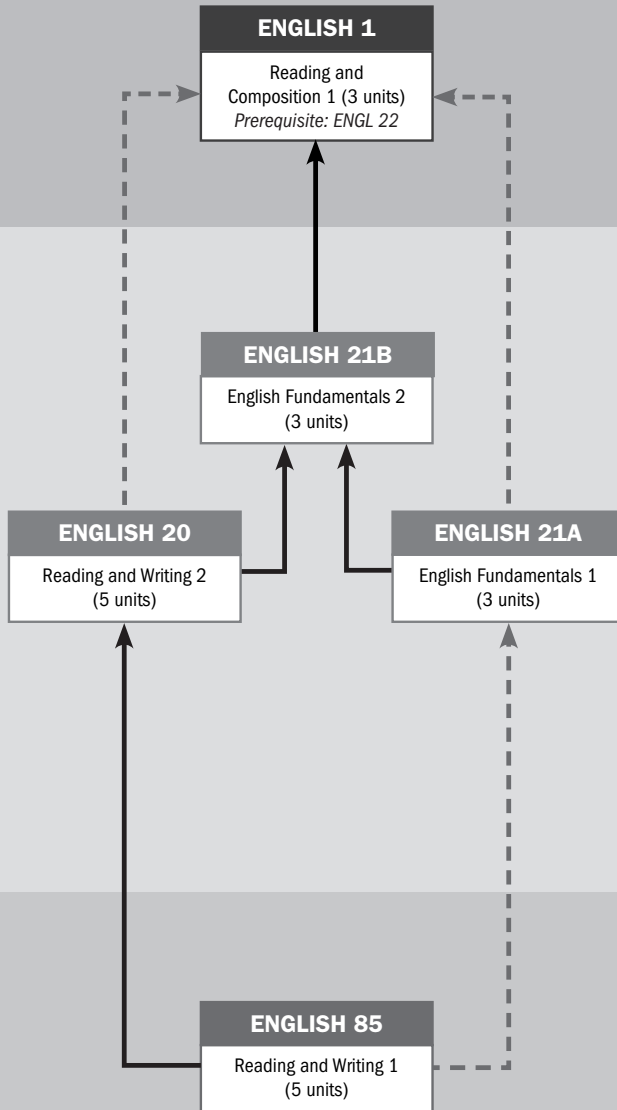 ENGLISH 1
Reading and
Composition 1 (3 units)
Prerequisite: ENGL 22
ENGLISH 21B
English Fundamentals 2
(3 units)
ENGLISH 20
Reading and Writing 2
(5 units)
ENGLISH 21A
English Fundamentals 1
(3 units)
ENGLISH 85
Reading and Writing 1
(5 units)